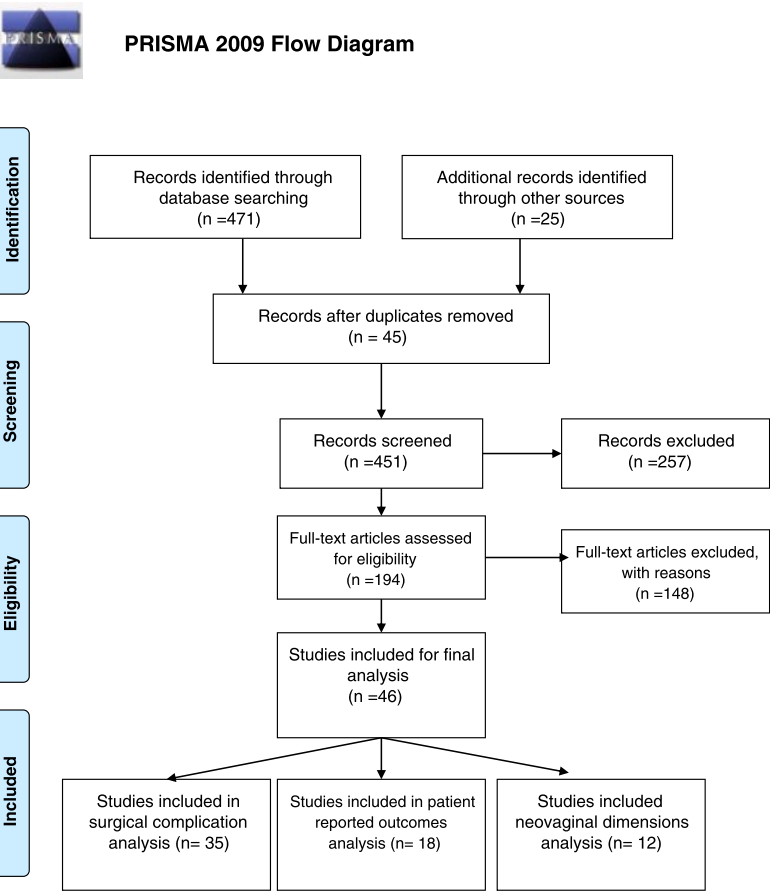 PRISMA
PRISMA 2009 Flow Diagram
Identification
Records identified through
database searching
(n =471)
Additional records identified
through other sources
(n =25)
Records after duplicates removed
(n = 45)
Screening
Records screened
(n =451)
Records excluded
(n =257)
Eligibility
Full-text articles assessed
for eligibility
(n =194)
Full-text articles excluded,
with reasons
(n =148)
Studies included for final
analysis
(n =46)
Included
Studies included in
surgical complication
analysis (n= 35)
Studies included in patient
reported outcomes
analysis (n= 18)
Studies included
neovaginal dimensions
analysis (n= 12)